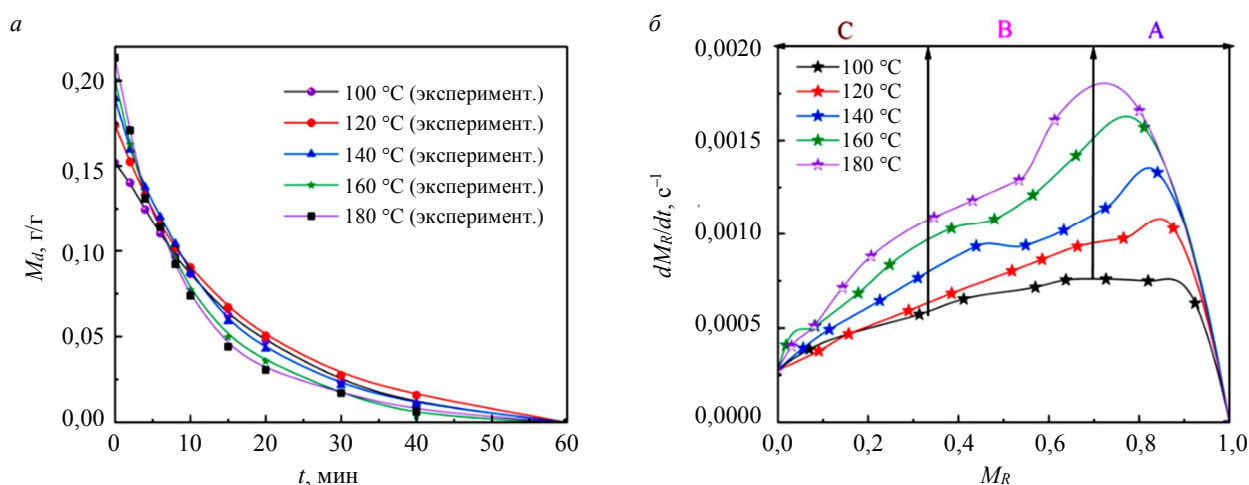 а
M_d, г/г
0,20
0,15
0,10
0,05
0,00
100 °C (эксперимент.)
120 °C (эксперимент.)
140 °C (эксперимент.)
160 °C (эксперимент.)
180 °C (эксперимент.)
0 10 20 30 40 50 60
t, мин
б
C B A
dM_R/dt, с⁻¹
0,0020
0,0015
0,0010
0,0005
0,0000
100 °C
120 °C
140 °C
160 °C
180 °C
0,0 0,2 0,4 0,6 0,8 1,0
M_R